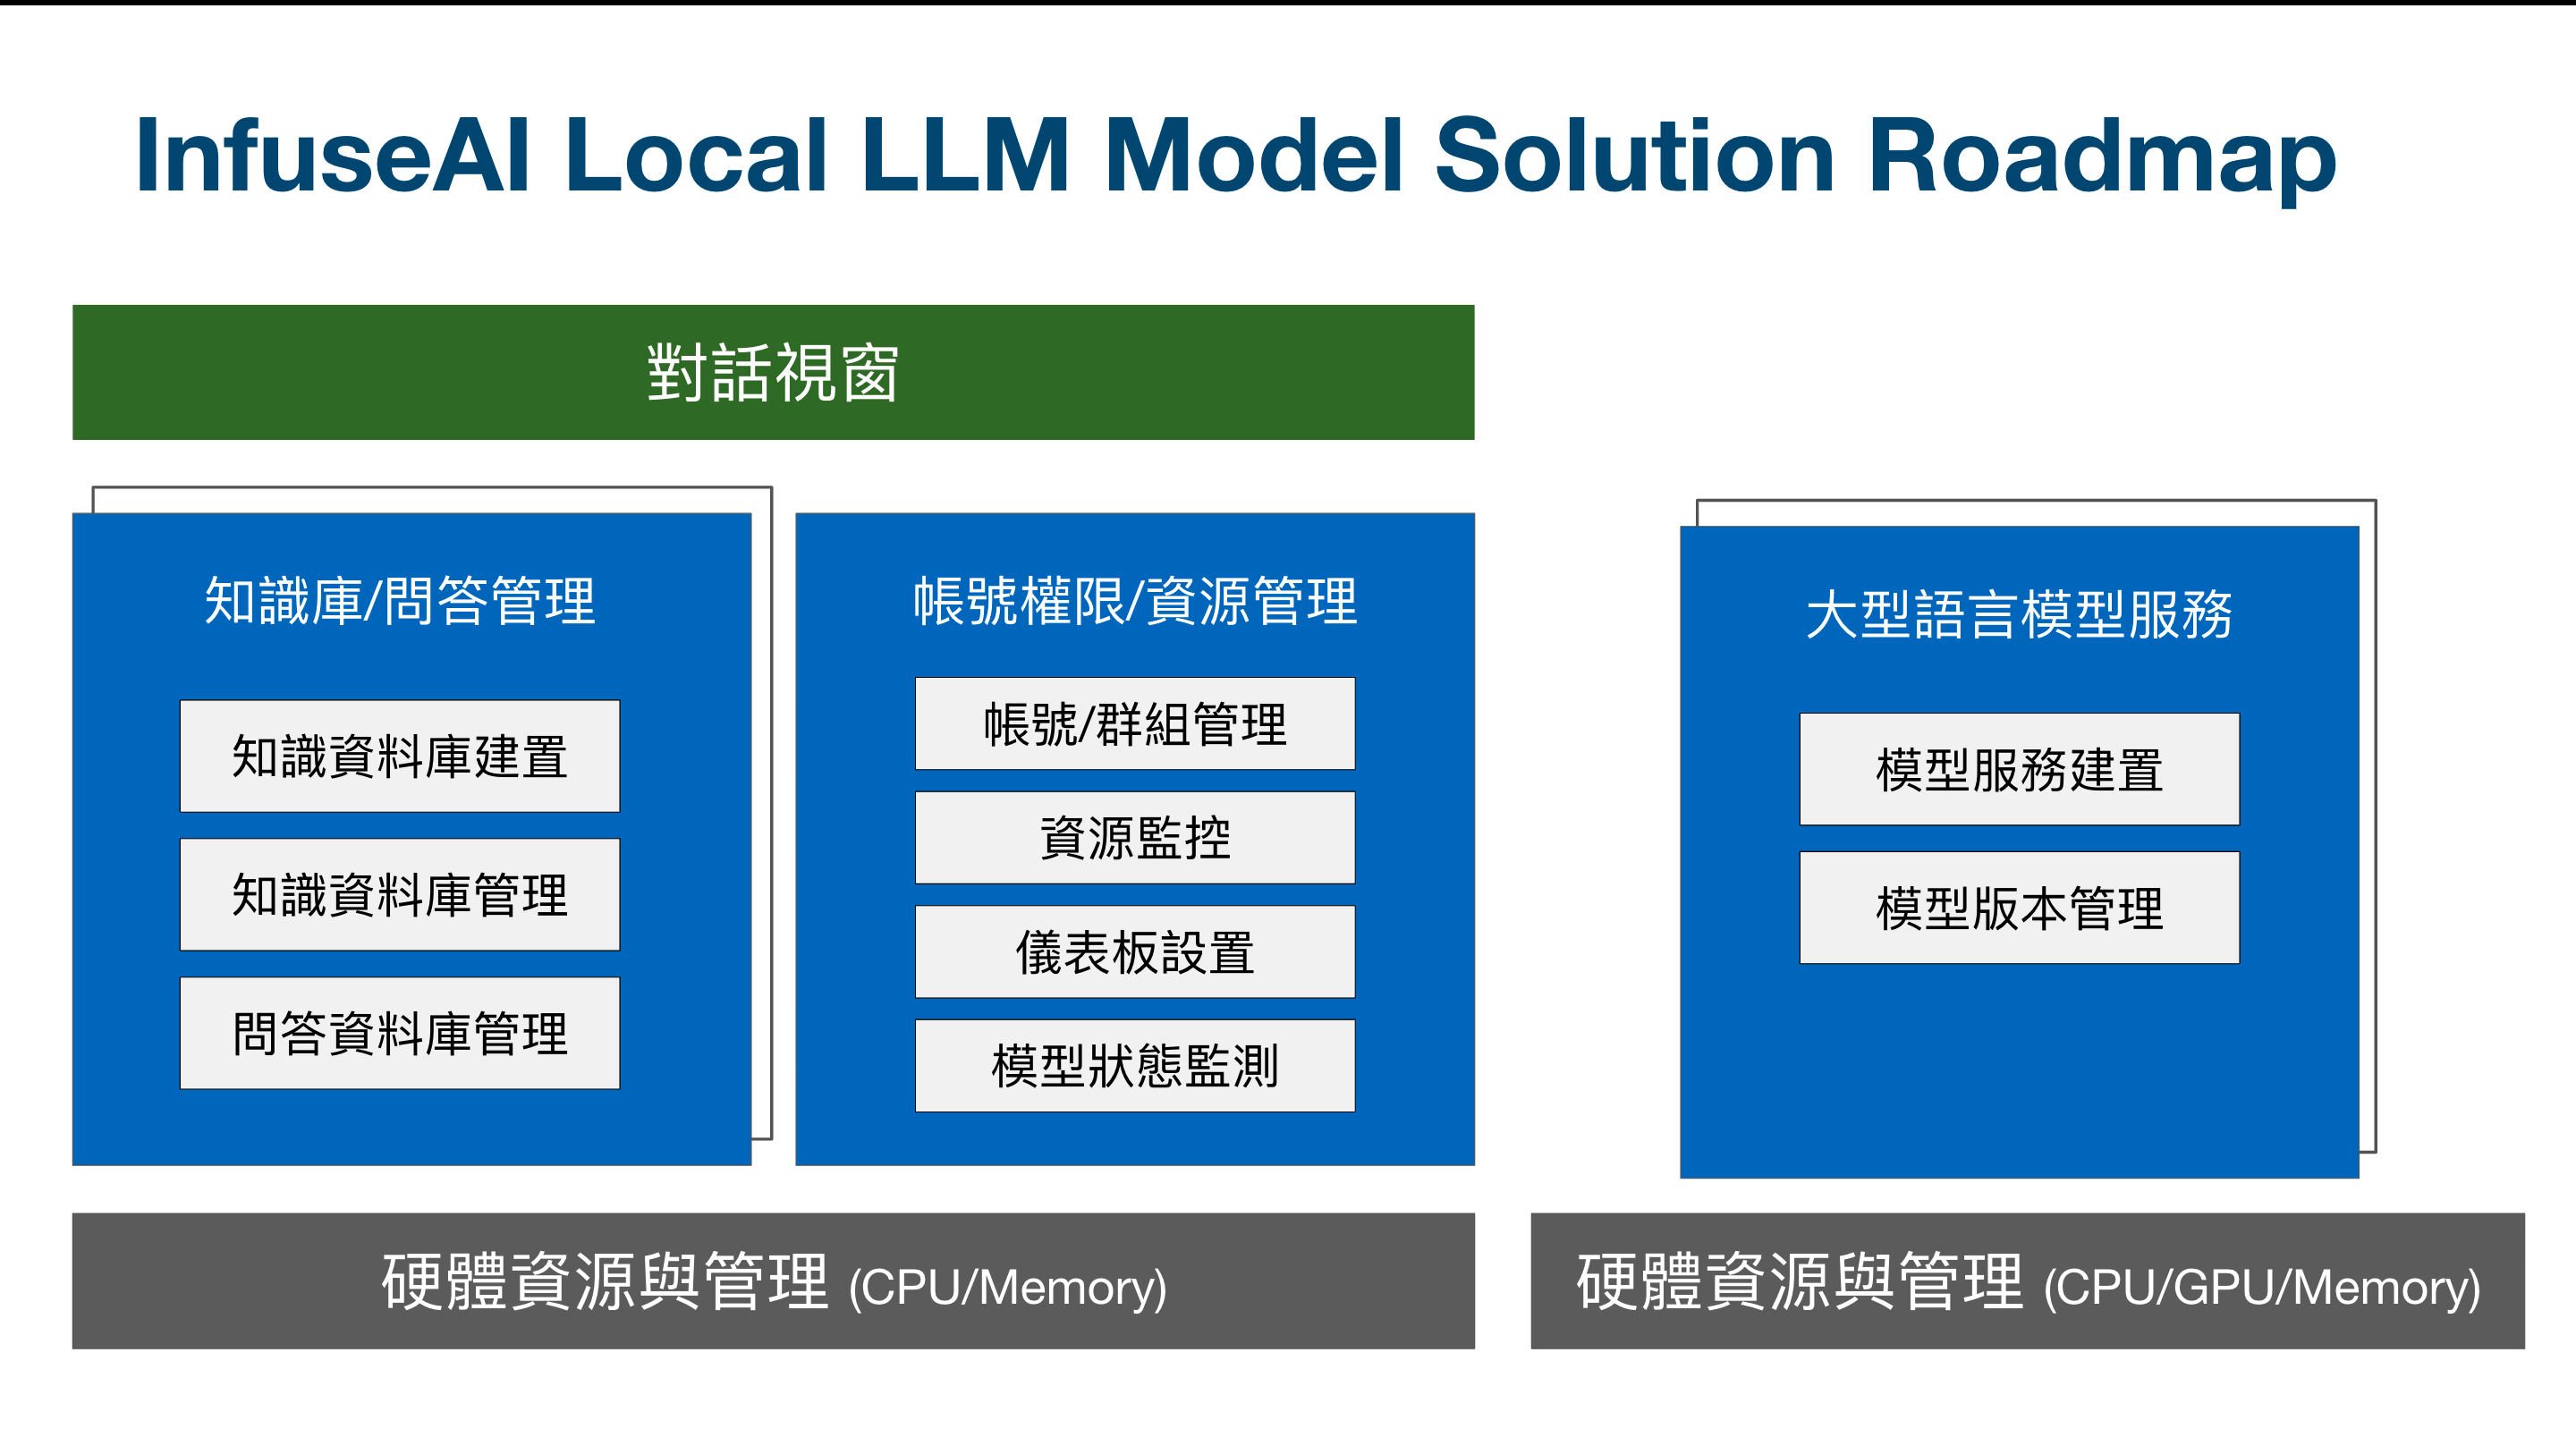 InfuseAI Local LLM Model Solution Roadmap
對話視窗
知識庫/問答管理
知識資料庫建置
知識資料庫管理
問答資料庫管理
帳號權限/資源管理
帳號/群組管理
資源監控
儀表板設置
模型狀態監測
大型語言模型服務
模型服務建置
模型版本管理
硬體資源與管理 (CPU/Memory)
硬體資源與管理 (CPU/GPU/Memory)